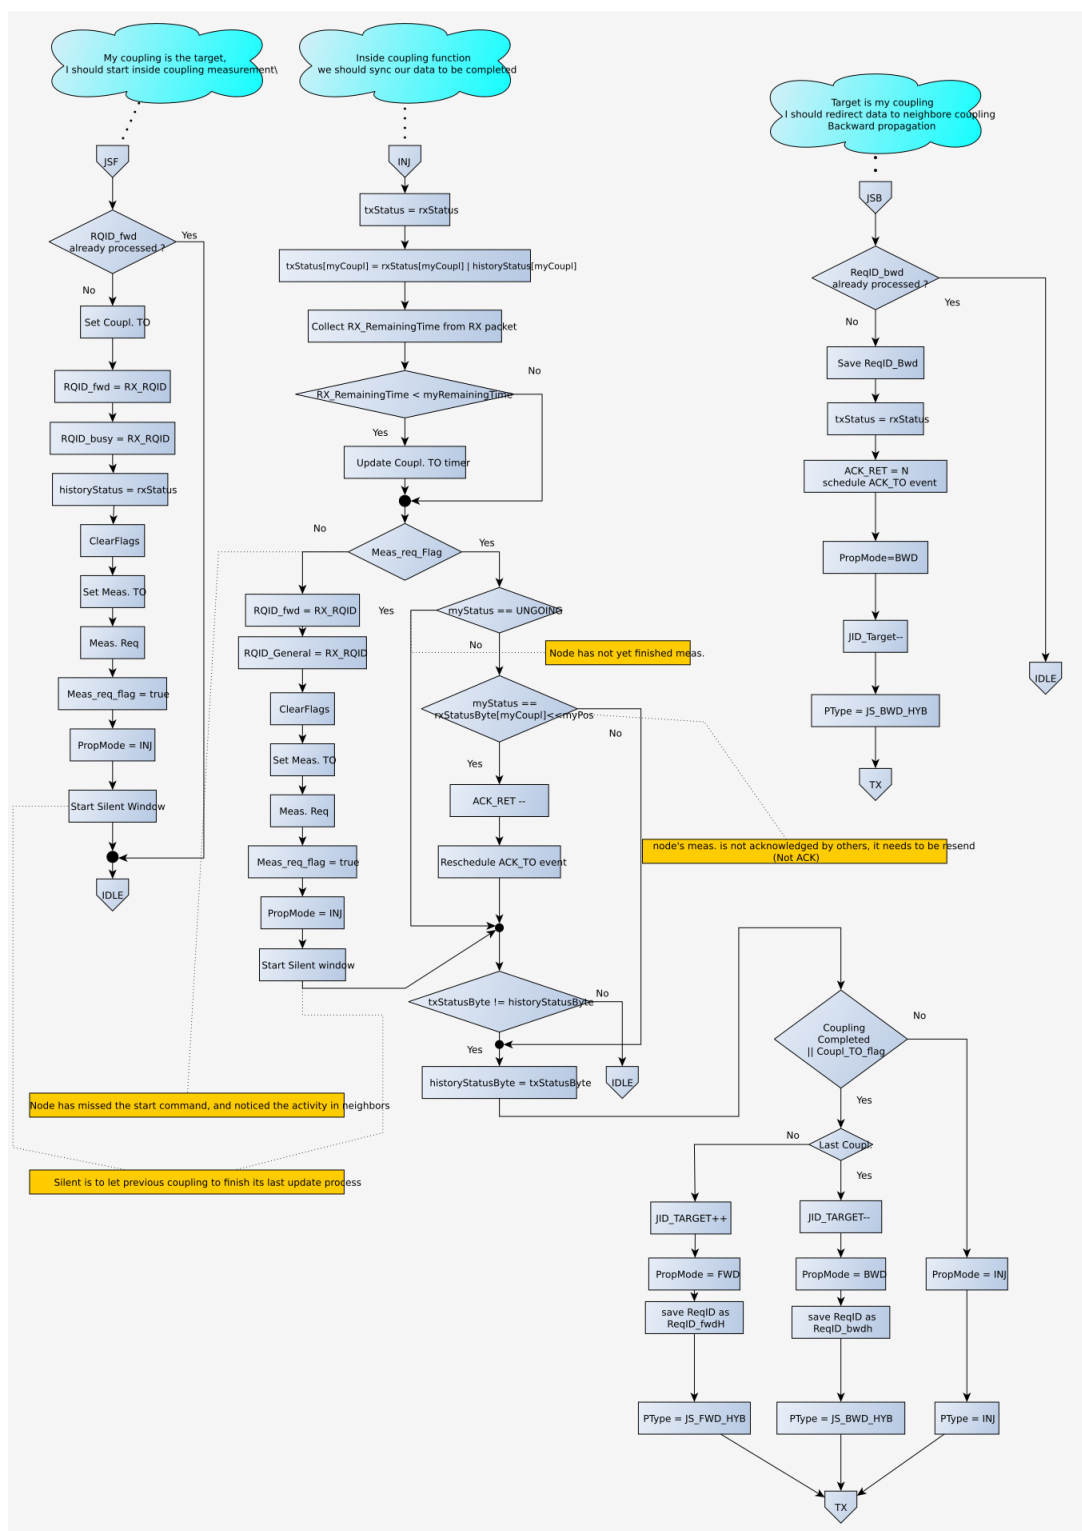 My coupling is the target,
I should start inside coupling measurement\
JSF
RQID_fwd
already processed ?
Yes
No
Set Coupl. TO
RQID_fwd = RX_RQID
RQID_busy = RX_RQID
historyStatus = rxStatus
ClearFlags
Set Meas. TO
Meas. Req
Meas_req_flag = true
PropMode = INJ
Start Silent Window
IDLE
Inside coupling function
we should sync our data to be completed
INJ
txStatus = rxStatus
txStatus[myCoupl] = rxStatus[myCoupl] | historyStatus[myCoupl]
Collect RX_RemainingTime from RX packet
RX_RemainingTime < myRemainingTime
No
Yes
Update Coupl. TO timer
Meas_req_Flag
No
Yes
RQID_fwd = RX_RQID
RQID_General = RX_RQID
ClearFlags
Set Meas. TO
Meas. Req
Meas_req_flag = true
PropMode = INJ
Start Silent window
myStatus == UNGOING
Yes
No
Node has not yet finished meas.
myStatus ==
rxStatusByte[myCoupl]<<myPos
No
Yes
ACK_RET --
Reschedule ACK_TO event
node's meas. is not acknowledged by others, it needs to be resend
(Not ACK)
txStatusByte != historyStatusByte
No
Yes
historyStatusByte = txStatusByte
IDLE
Node has missed the start command, and noticed the activity in neighbors
Silent is to let previous coupling to finish its last update process
Target is my coupling
I should redirect data to neighbore coupling
Backward propagation
JSB
ReqID_bwd
already processed ?
Yes
No
Save ReqID_Bwd
txStatus = rxStatus
ACK_RET = N
schedule ACK_TO event
PropMode=BWD
JID_Target--
PType = JS_BWD_HYB
TX
IDLE
Coupling
Completed
|| Coupl_TO_flag
No
Yes
Last Coupl.
No
Yes
JID_TARGET++
PropMode = FWD
save ReqID as
ReqID_fwdH
PType = JS_FWD_HYB
JID_TARGET--
PropMode = BWD
save ReqID as
ReqID_bwdh
PType = JS_BWD_HYB
PropMode = INJ
PType = INJ
TX